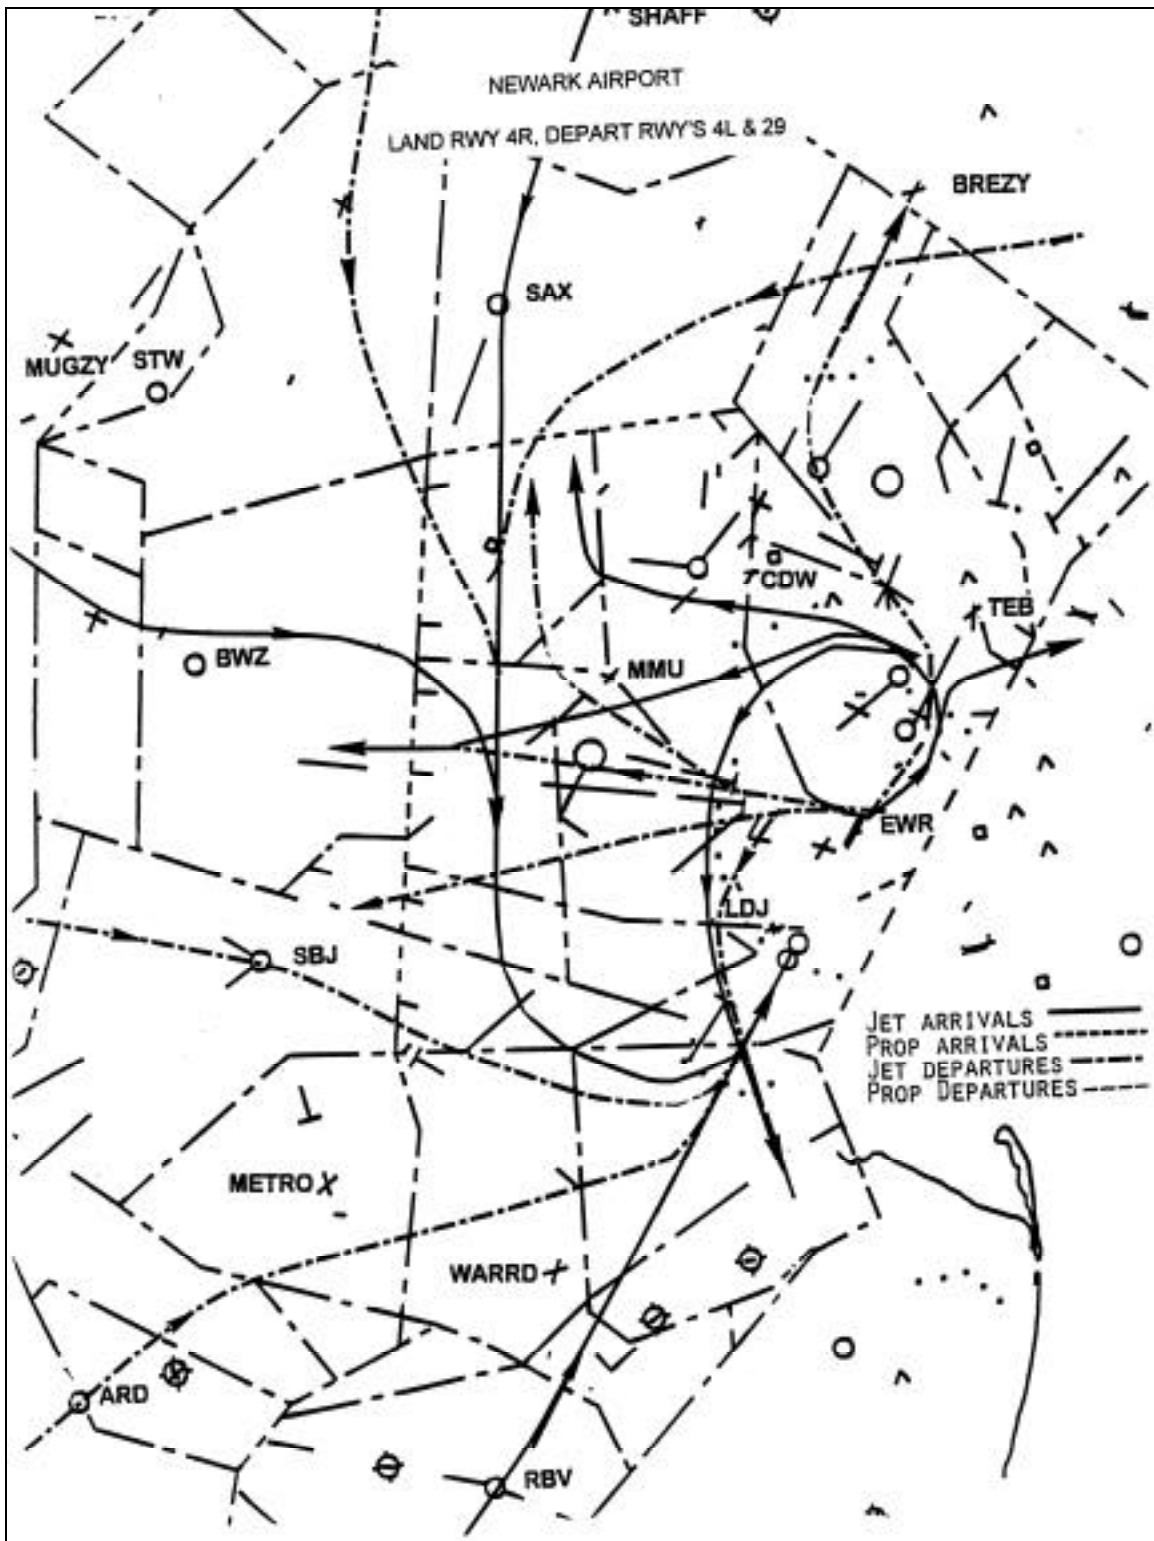 SHAFF
NEWARK AIRPORT
LAND RWY 4R, DEPART RWY'S 4L & 29
BREZY
SAX
MUGZY
STW
CDW
TEB
BWZ
MMU
EWR
LDJ
SBJ
JET ARRIVALS
PROP ARRIVALS
JET DEPARTURES
PROP DEPARTURES
METRO
WARRD
ARD
RBV